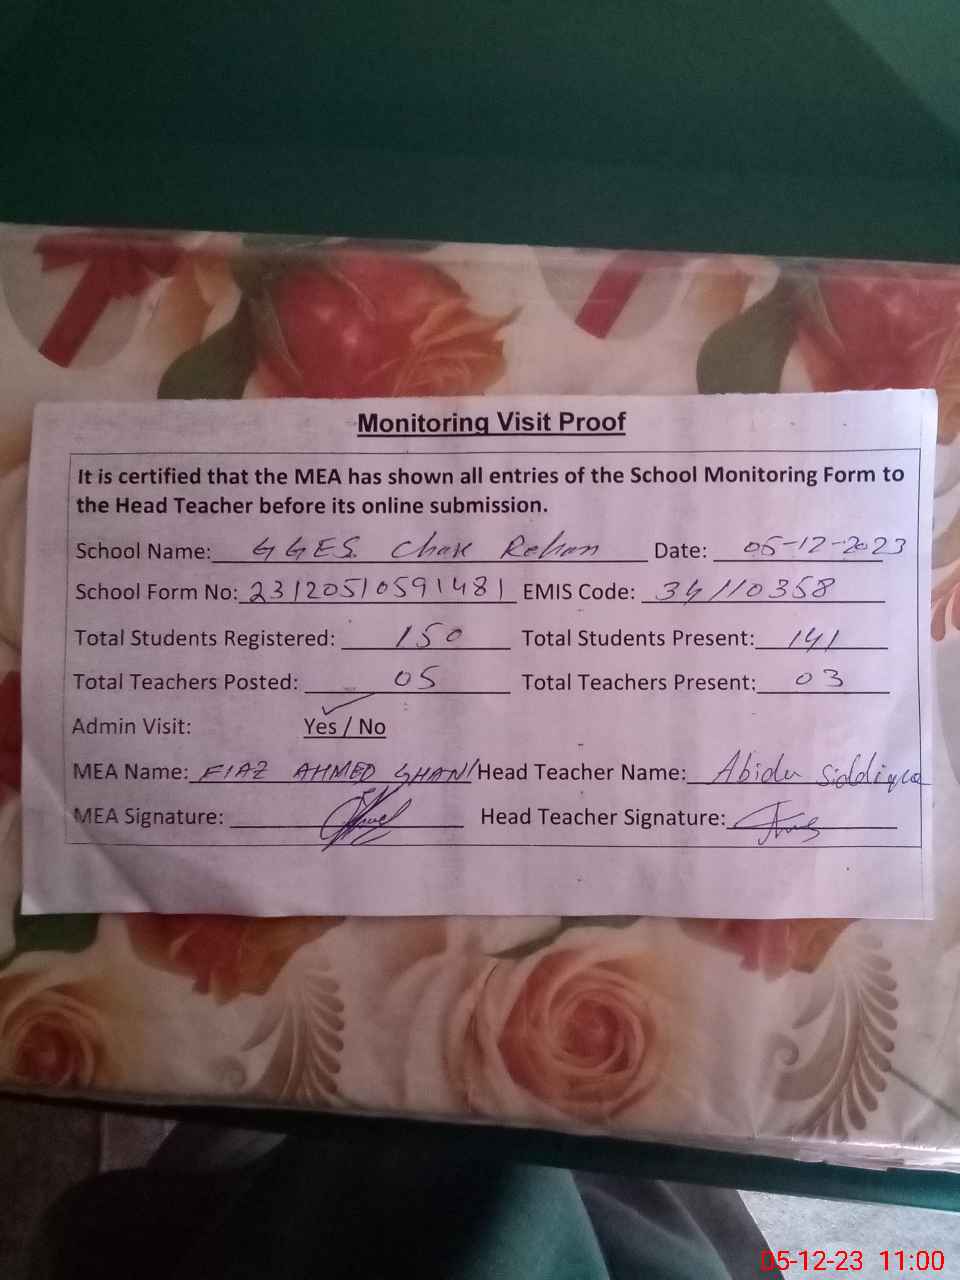 Monitoring Visit Proof
It is certified that the MEA has shown all entries of the School Monitoring Form to
the Head Teacher before its online submission.
School Name: GGES. Chak Rehan Date: 05-12-2023
School Form No: 23120510591481 EMIS Code: 34110358
Total Students Registered: 150 Total Students Present: 141
Total Teachers Posted: 05 Total Teachers Present: 03
Admin Visit: Yes / No
MEA Name: FIAZ AHMED GHANI Head Teacher Name: Abida Siddiqua
MEA Signature: Head Teacher Signature:
05-12-23 11:00